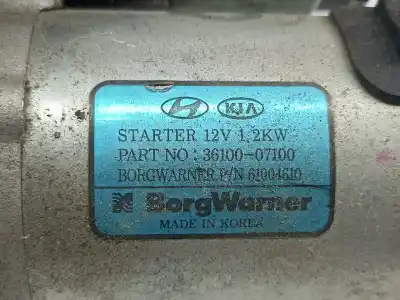 KIA
STARTER 12V 1.2KW
PART NO : 36100-07100
BORGWARNER P/N 61004610
BorgWarner
MADE IN KOREA